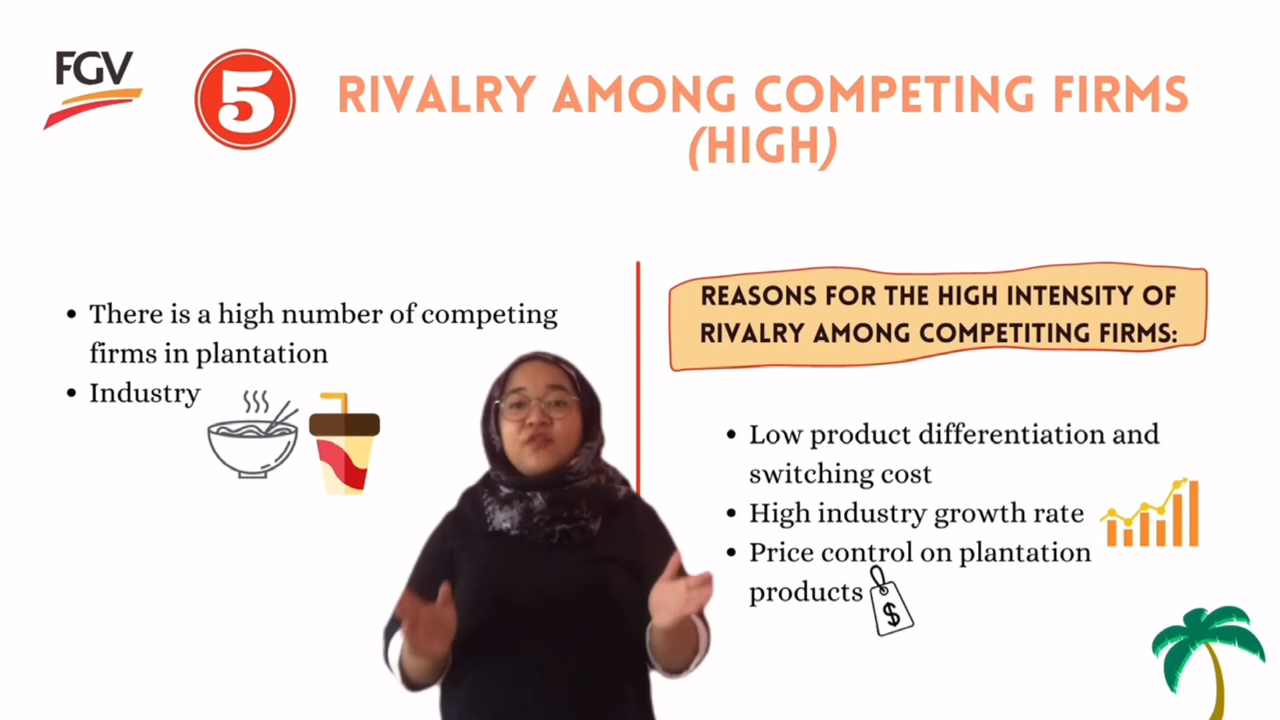 FGV
5
RIVALRY AMONG COMPETING FIRMS
(HIGH)
There is a high number of competing
firms in plantation
Industry
REASONS FOR THE HIGH INTENSITY OF
RIVALRY AMONG COMPETITING FIRMS:
Low product differentiation and
switching cost
High industry growth rate
Price control on plantation
products
$